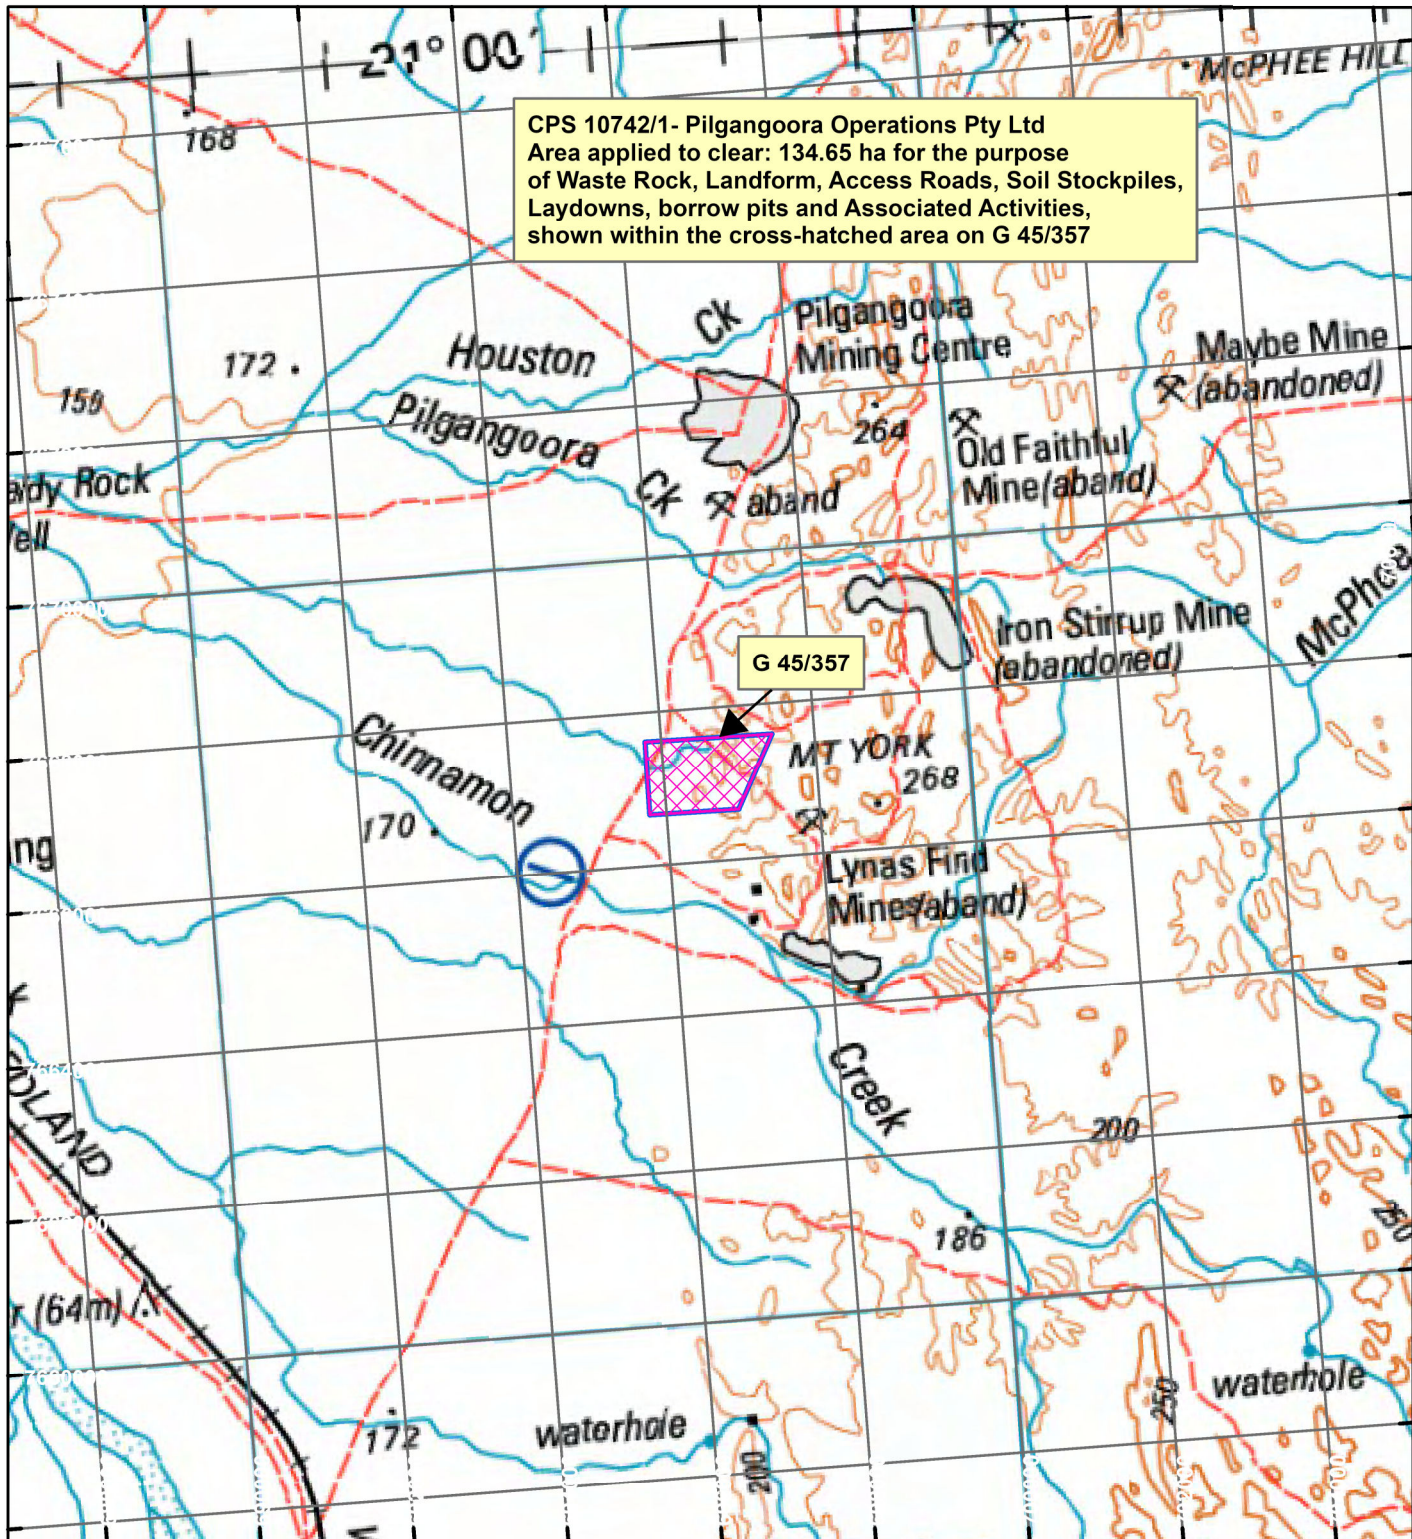 21° 00'
McPHEE HILL
168
CPS 10742/1- Pilgangoora Operations Pty Ltd
Area applied to clear: 134.65 ha for the purpose
of Waste Rock, Landform, Access Roads, Soil Stockpiles,
Laydowns, borrow pits and Associated Activities,
shown within the cross-hatched area on G 45/357
Houston
Ck
Pilgangoora
Mining Centre
Maybe Mine
(abandoned)
172
159
Pilgangoora
Ck
264
Old Faithful
Mine(aband)
aband
Rock
7670000
McPhee
Iron Stirrup Mine
(abandoned)
G 45/357
Chinnamon
MT YORK
268
170
ng
Lynas Find
Mines(aband)
Creek
200
186
250
r (64m)
7660000
172
waterhole
200
250
waterhole